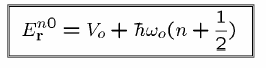 E_r^{n0} = V_o + ħω_o(n + 1/2)